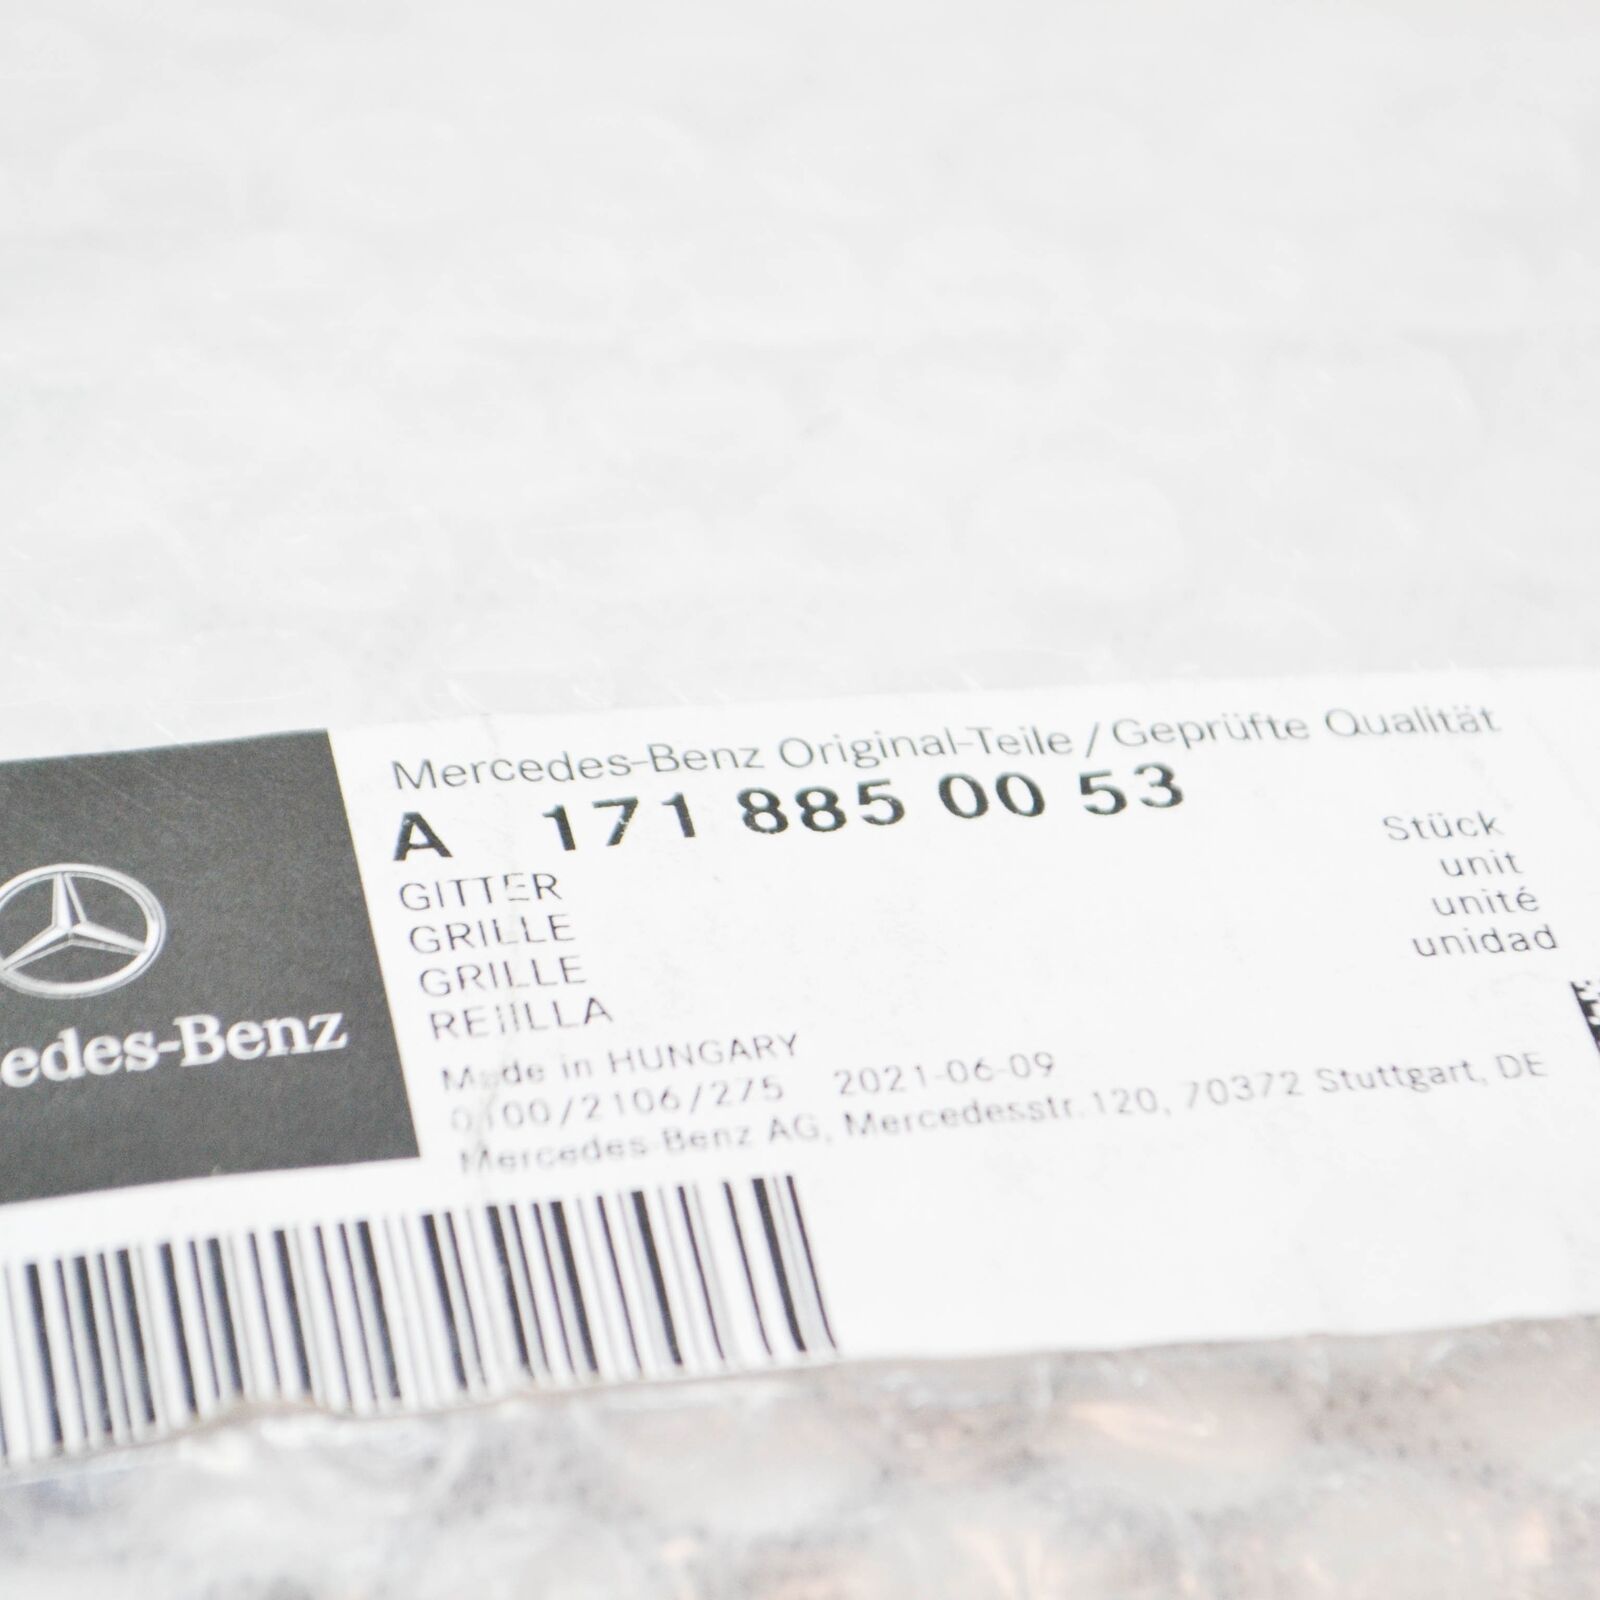 Mercedes-Benz Original-Teile / Geprüfte Qualität
A 171 885 00 53
Stück
unit
unité
unidad
GITTER
GRILLE
GRILLE
REJILLA
Made in HUNGARY
0100/2106/275 2021-06-09
Mercedes-Benz AG, Mercedesstr. 120, 70372 Stuttgart, DE
edes-Benz